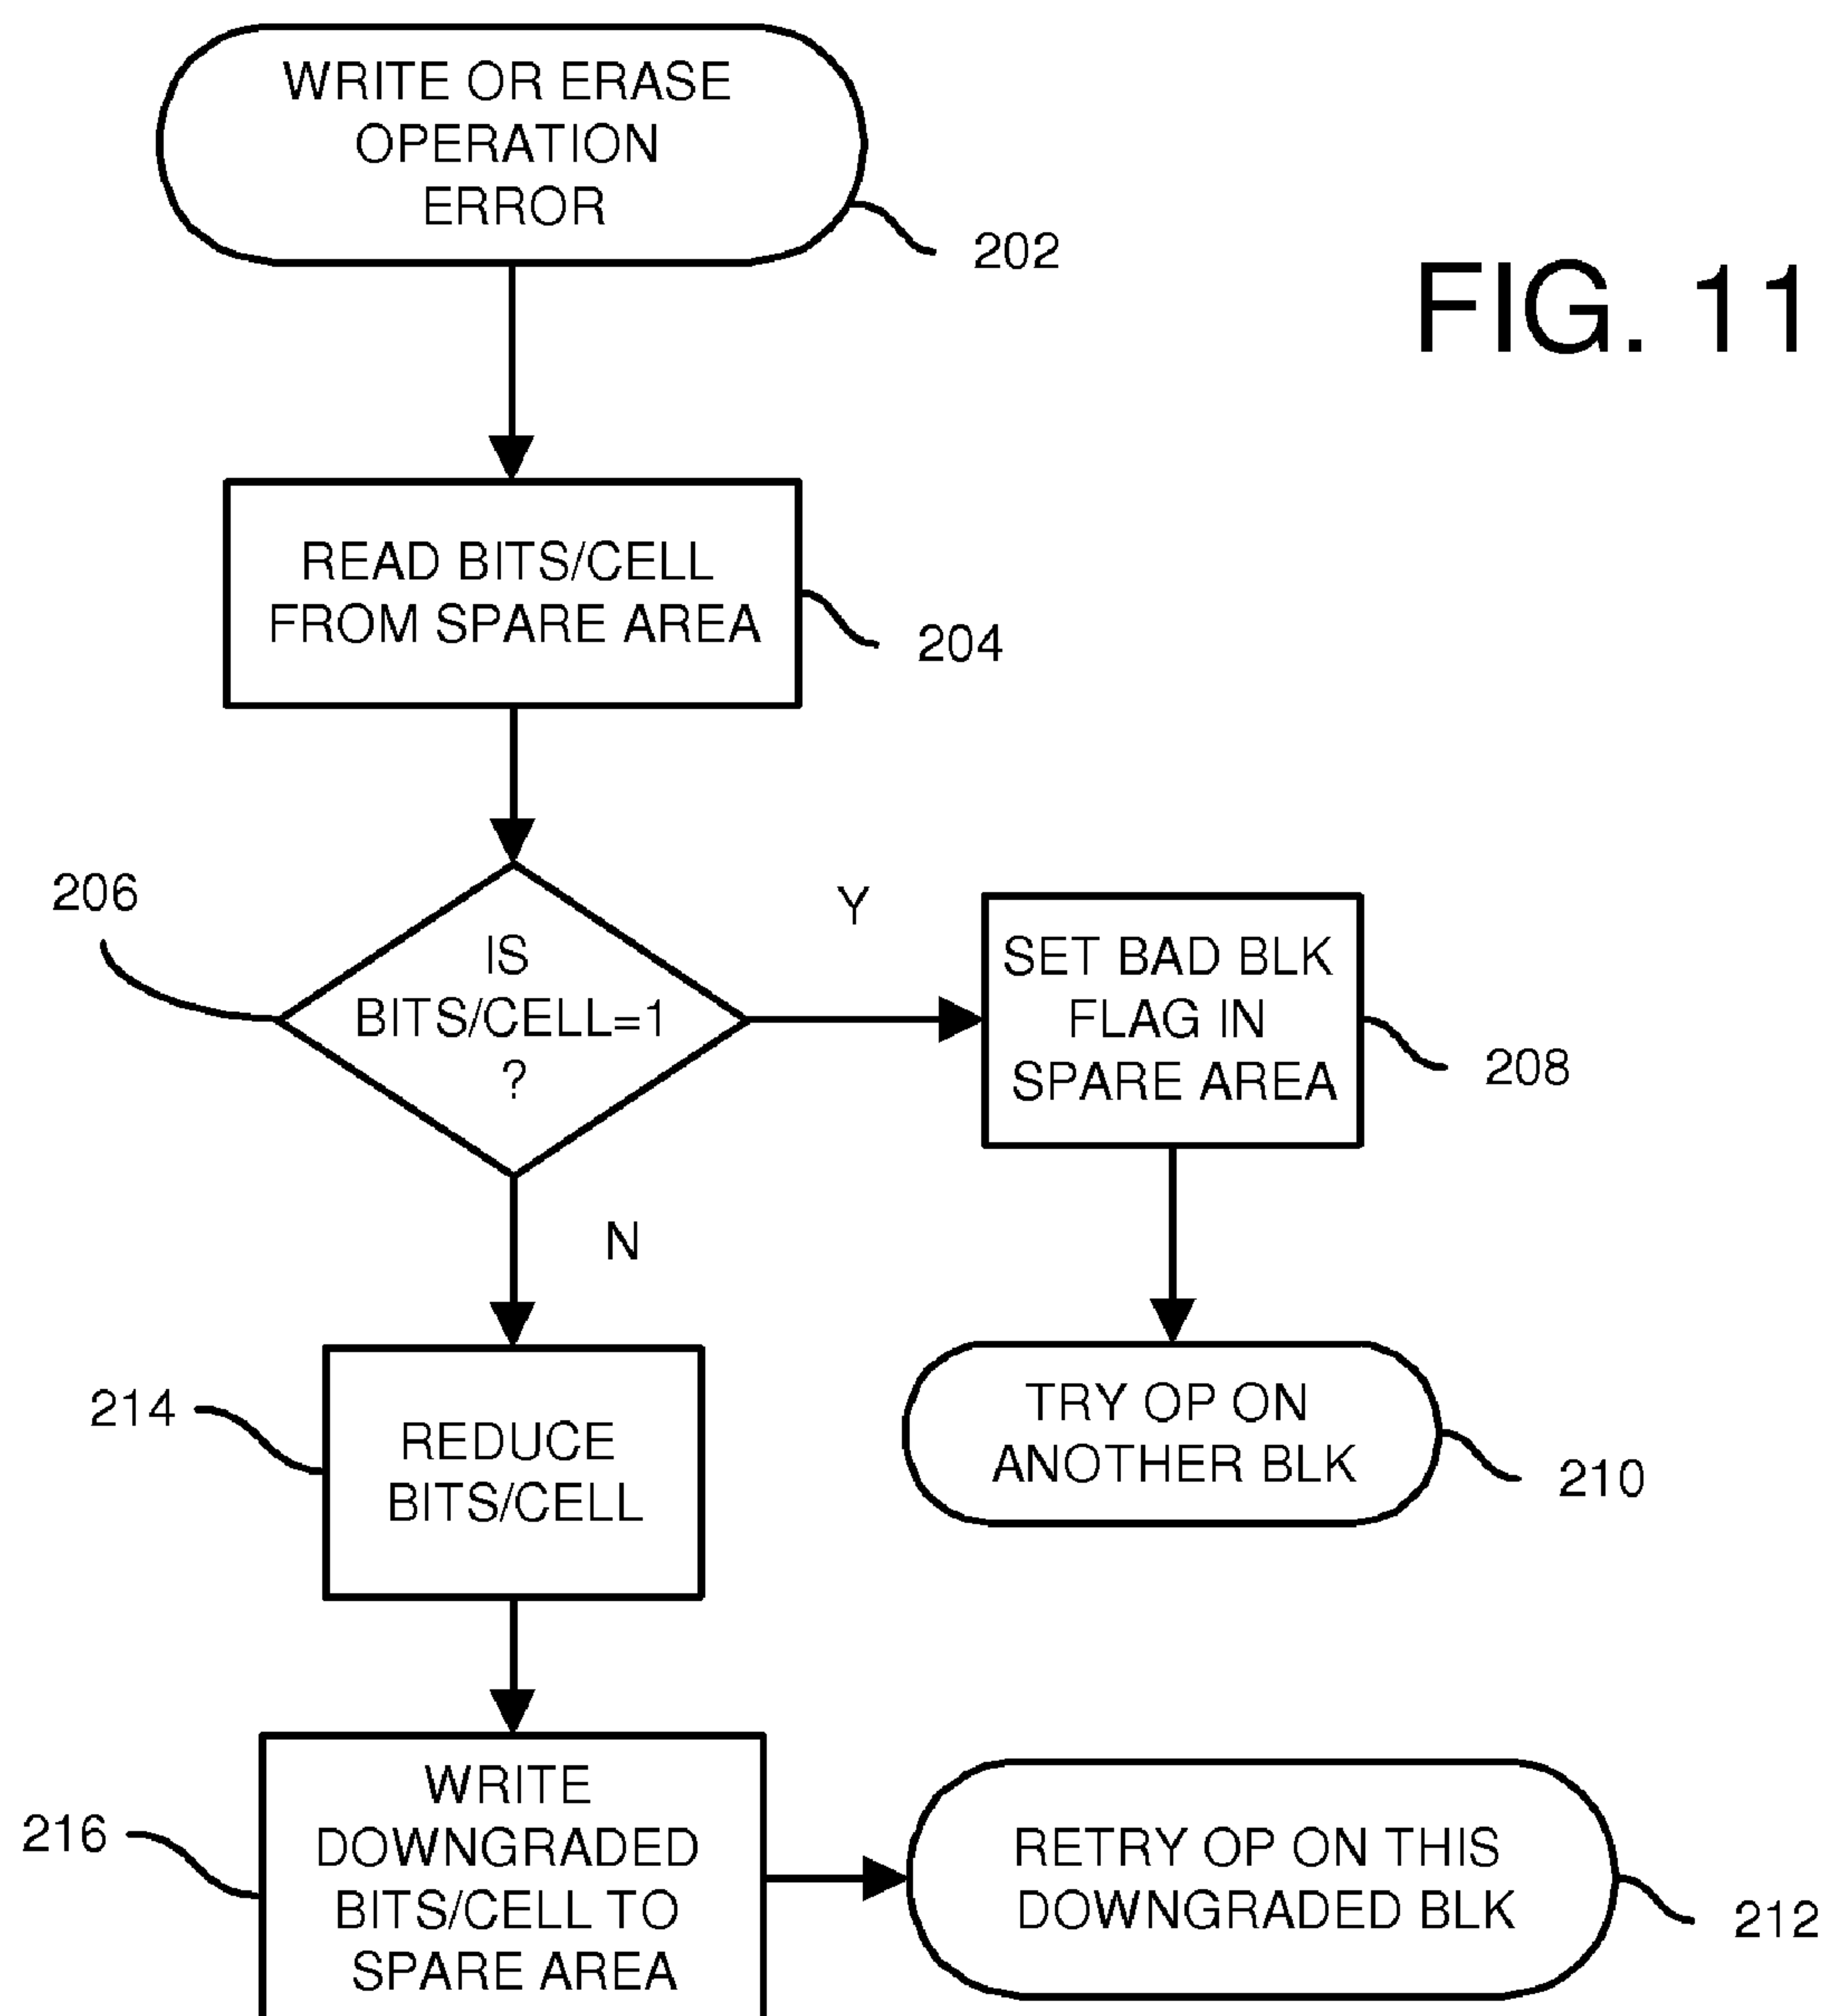 WRITE OR ERASE
OPERATION
ERROR
202
FIG. 11
READ BITS/CELL
FROM SPARE AREA
204
206
IS
BITS/CELL=1
?
Y
SET BAD BLK
FLAG IN
SPARE AREA
208
N
TRY OP ON
ANOTHER BLK
210
214
REDUCE
BITS/CELL
216
WRITE
DOWNGRADED
BITS/CELL TO
SPARE AREA
RETRY OP ON THIS
DOWNGRADED BLK
212